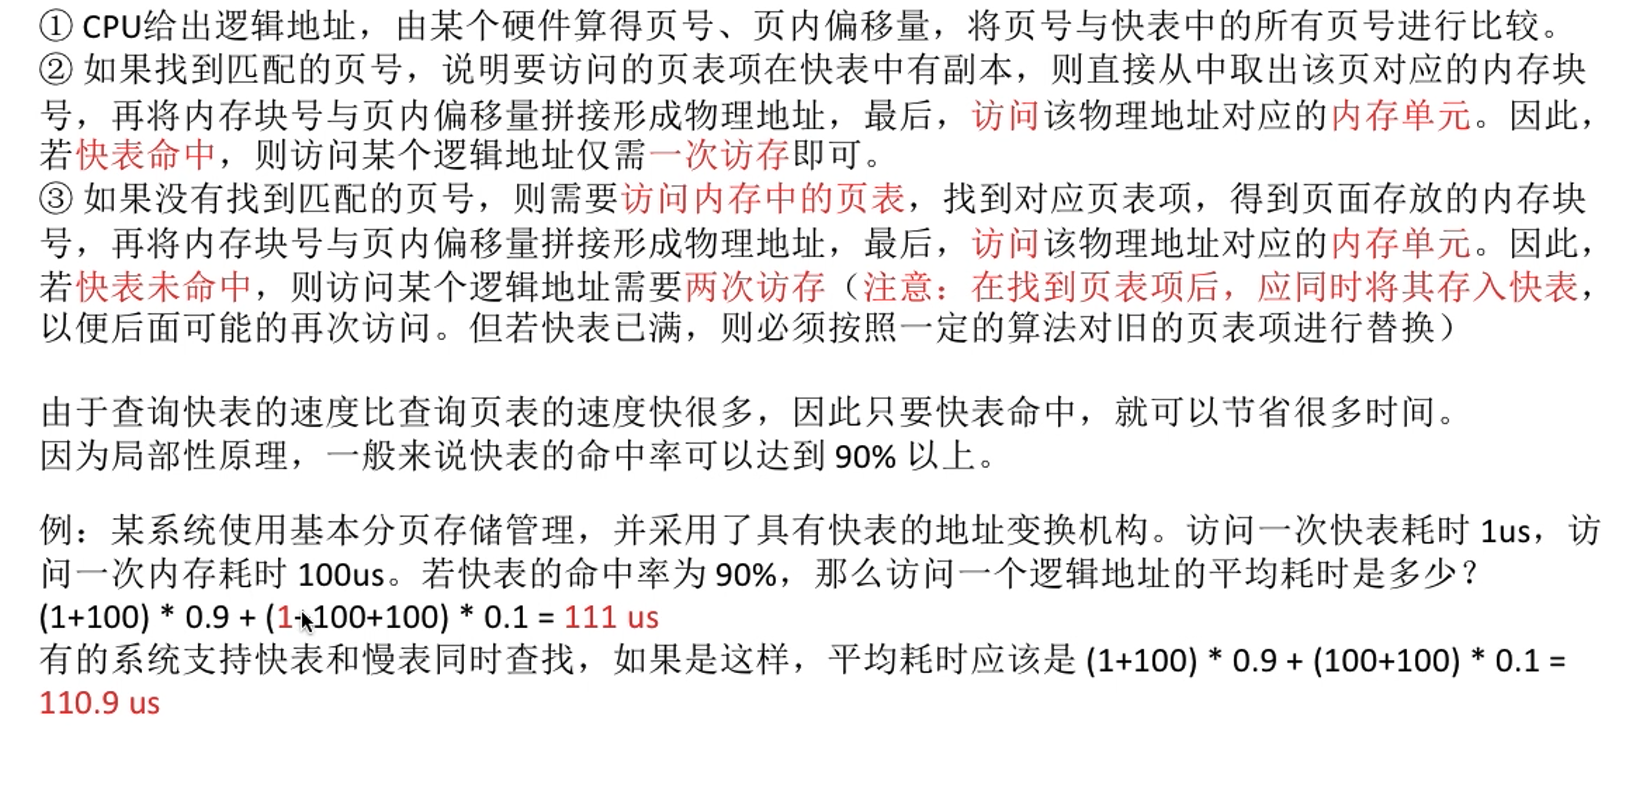 ① CPU给出逻辑地址，由某个硬件算得页号、页内偏移量，将页号与快表中的所有页号进行比较。
② 如果找到匹配的页号，说明要访问的页表项在快表中有副本，则直接从中取出该页对应的内存块
号，再将内存块号与页内偏移量拼接形成物理地址，最后，访问该物理地址对应的内存单元。因此，
若快表命中，则访问某个逻辑地址仅需一次访存即可。
③ 如果没有找到匹配的页号，则需要访问内存中的页表，找到对应页表项，得到页面存放的内存块
号，再将内存块号与页内偏移量拼接形成物理地址，最后，访问该物理地址对应的内存单元。因此，
若快表未命中，则访问某个逻辑地址需要两次访存（注意：在找到页表项后，应同时将其存入快表，
以便后面可能的再次访问。但若快表已满，则必须按照一定的算法对旧的页表项进行替换）
由于查询快表的速度比查询页表的速度快很多，因此只要快表命中，就可以节省很多时间。
因为局部性原理，一般来说快表的命中率可以达到 90% 以上。
例：某系统使用基本分页存储管理，并采用了具有快表的地址变换机构。访问一次快表耗时 1us，访
问一次内存耗时 100us。若快表的命中率为 90%，那么访问一个逻辑地址的平均耗时是多少？
(1+100) * 0.9 + (1+100+100) * 0.1 = 111 us
有的系统支持快表和慢表同时查找，如果是这样，平均耗时应该是 (1+100) * 0.9 + (100+100) * 0.1 =
110.9 us